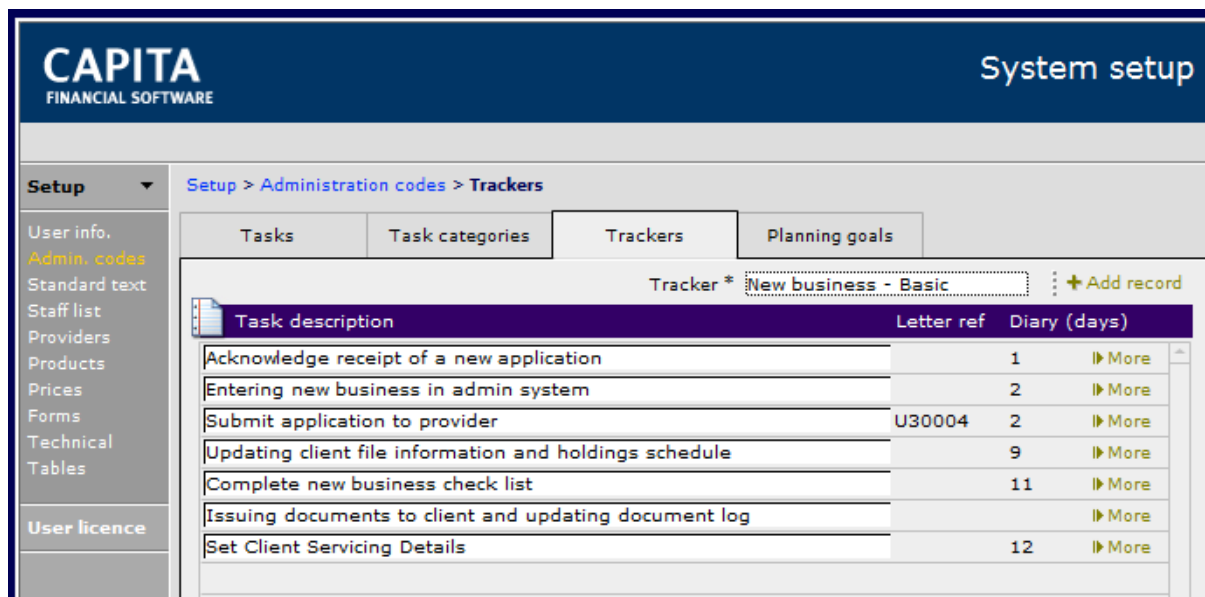 CAPITA
FINANCIAL SOFTWARE
System setup
Setup
Setup > Administration codes > Trackers
User info.
Admin. codes
Standard text
Staff list
Providers
Products
Prices
Forms
Technical
Tables
User licence
Tasks Task categories Trackers Planning goals
Tracker * New business - Basic + Add record
Task description Letter ref Diary (days)
Acknowledge receipt of a new application 1 More
Entering new business in admin system 2 More
Submit application to provider U30004 2 More
Updating client file information and holdings schedule 9 More
Complete new business check list 11 More
Issuing documents to client and updating document log More
Set Client Servicing Details 12 More